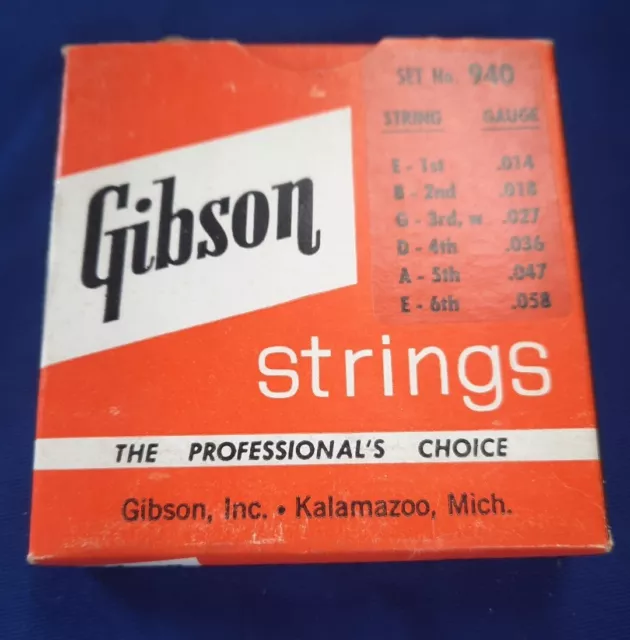 SET No. 940
STRING GAUGE
E - 1st .014
B - 2nd .018
G - 3rd, w .027
D - 4th .036
A - 5th .047
E - 6th .058
Gibson
strings
THE PROFESSIONAL'S CHOICE
Gibson, Inc. • Kalamazoo, Mich.